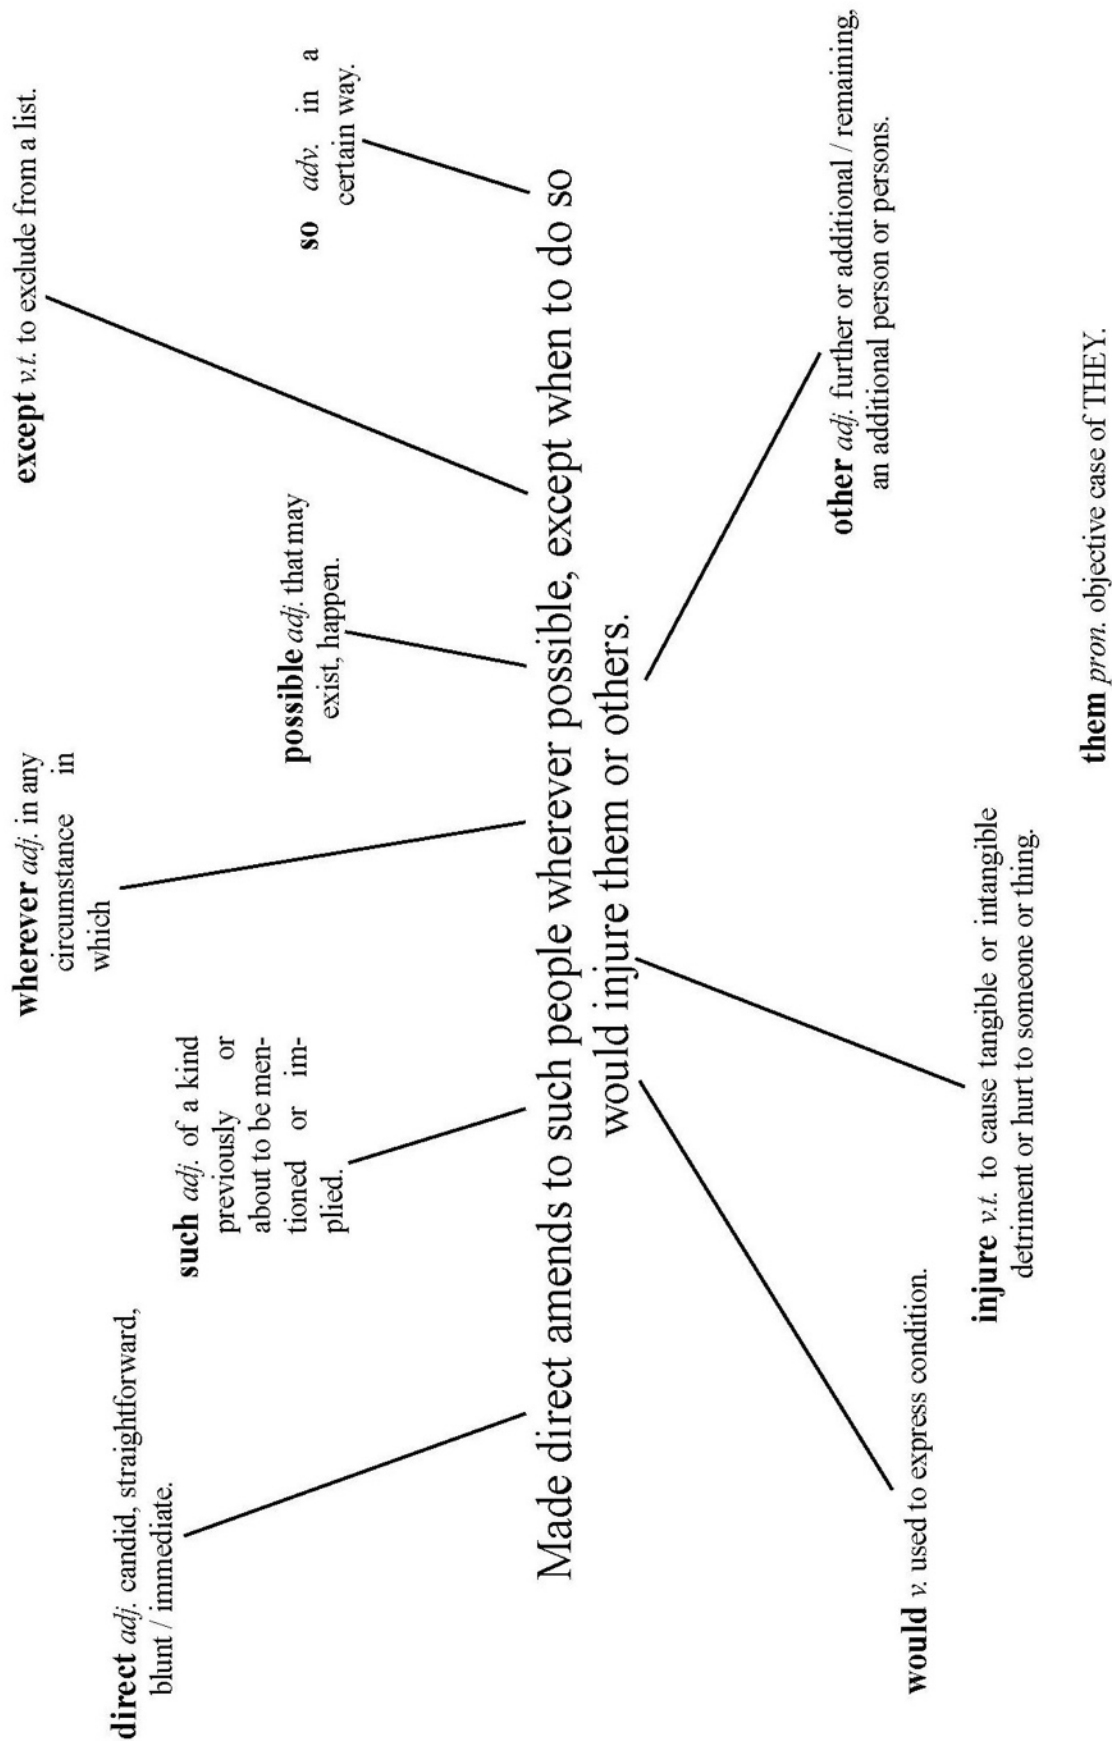 direct adj. candid, straightforward,
blunt / immediate.
such adj. of a kind
previously or
about to be men-
tioned or im-
plied.
wherever adj. in any
circumstance in
which
possible adj. that may
exist, happen.
except v.t. to exclude from a list.
so adv. in a
certain way.
Made direct amends to such people wherever possible, except when to do so
would injure them or others.
would v. used to express condition.
injure v.t. to cause tangible or intangible
detriment or hurt to someone or thing.
other adj. further or additional / remaining,
an additional person or persons.
them pron. objective case of THEY.